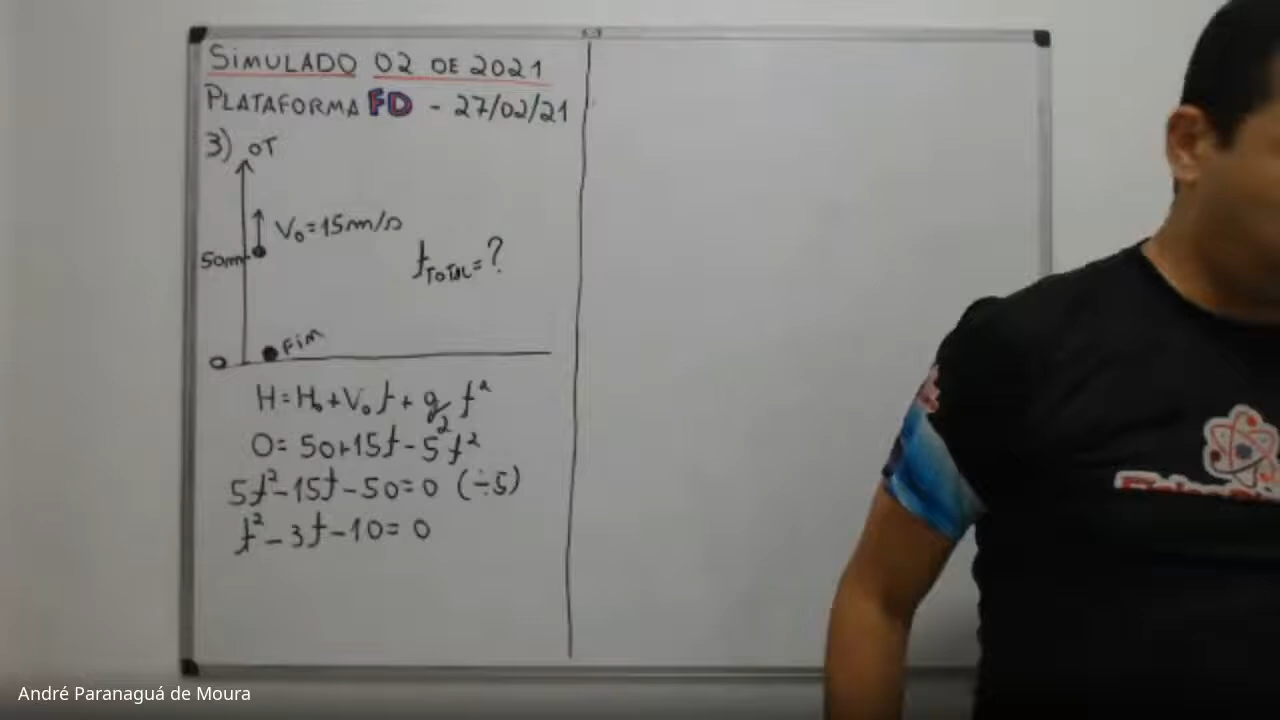 SIMULADO 02 DE 2021
PLATAFORMA FD - 27/02/21
3) OT
V₀=15m/s
50m
t TOTAL = ?
0
FIM
H=H₀+V₀t+g/2 t²
0=50+15t-5t²
5t²-15t-50=0 (÷5)
t²-3t-10=0
André Paranaguá de Moura